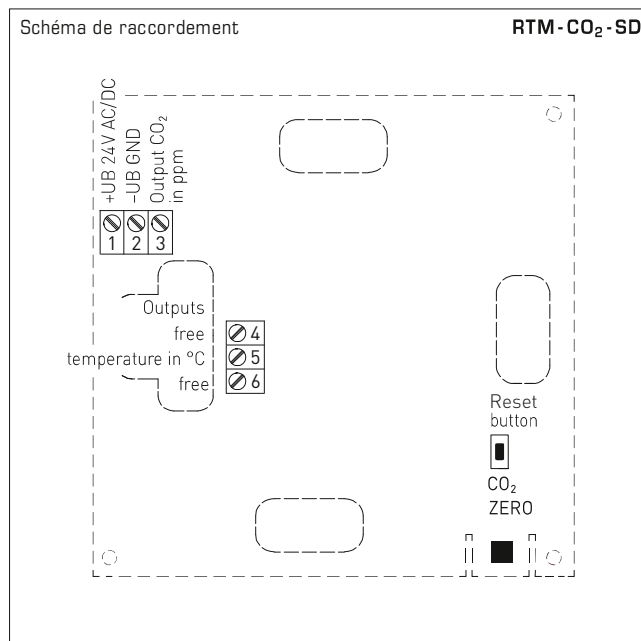 Schéma de raccordement
RTM-CO₂-SD
+UB 24V AC/DC
–UB GND
Output CO₂
in ppm
1 2 3
Outputs
free 4
temperature in °C 5
free 6
Reset
button
CO₂
ZERO